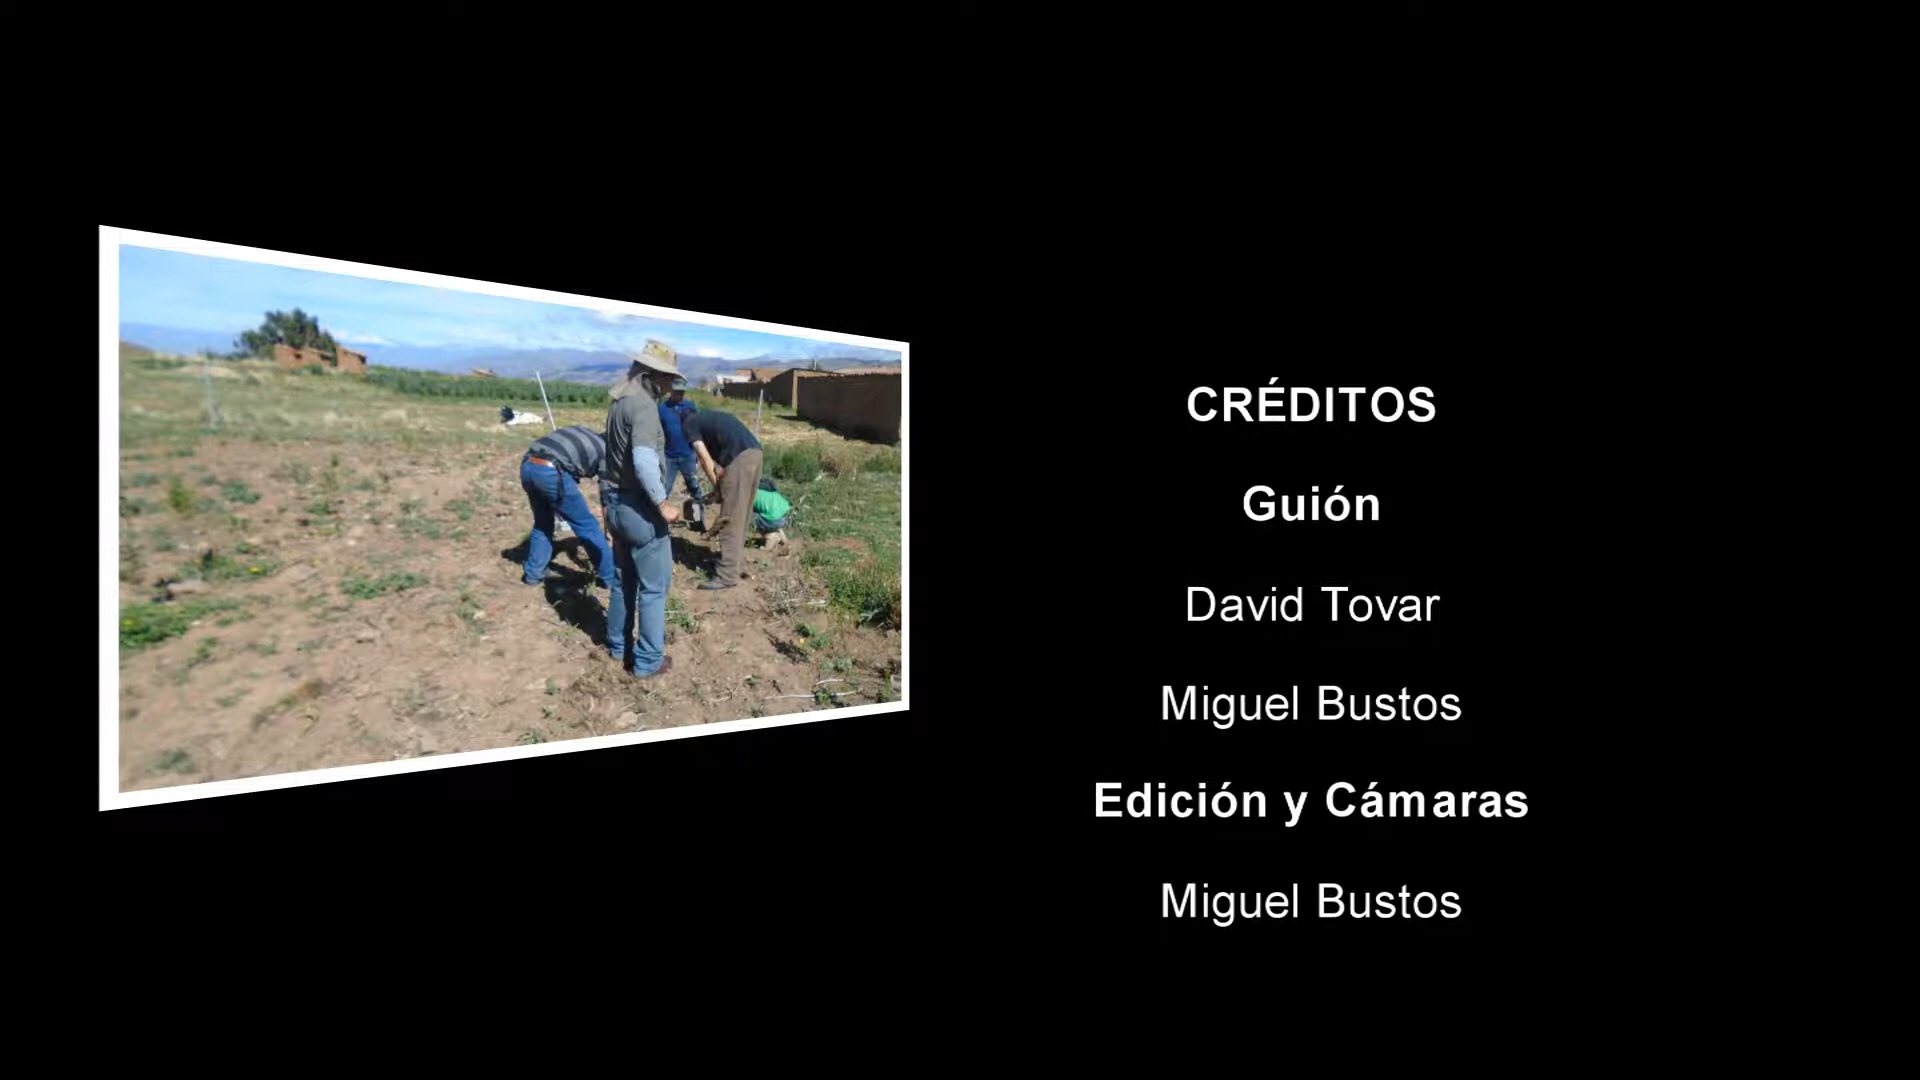 CRÉDITOS
Guión
David Tovar
Miguel Bustos
Edición y Cámaras
Miguel Bustos